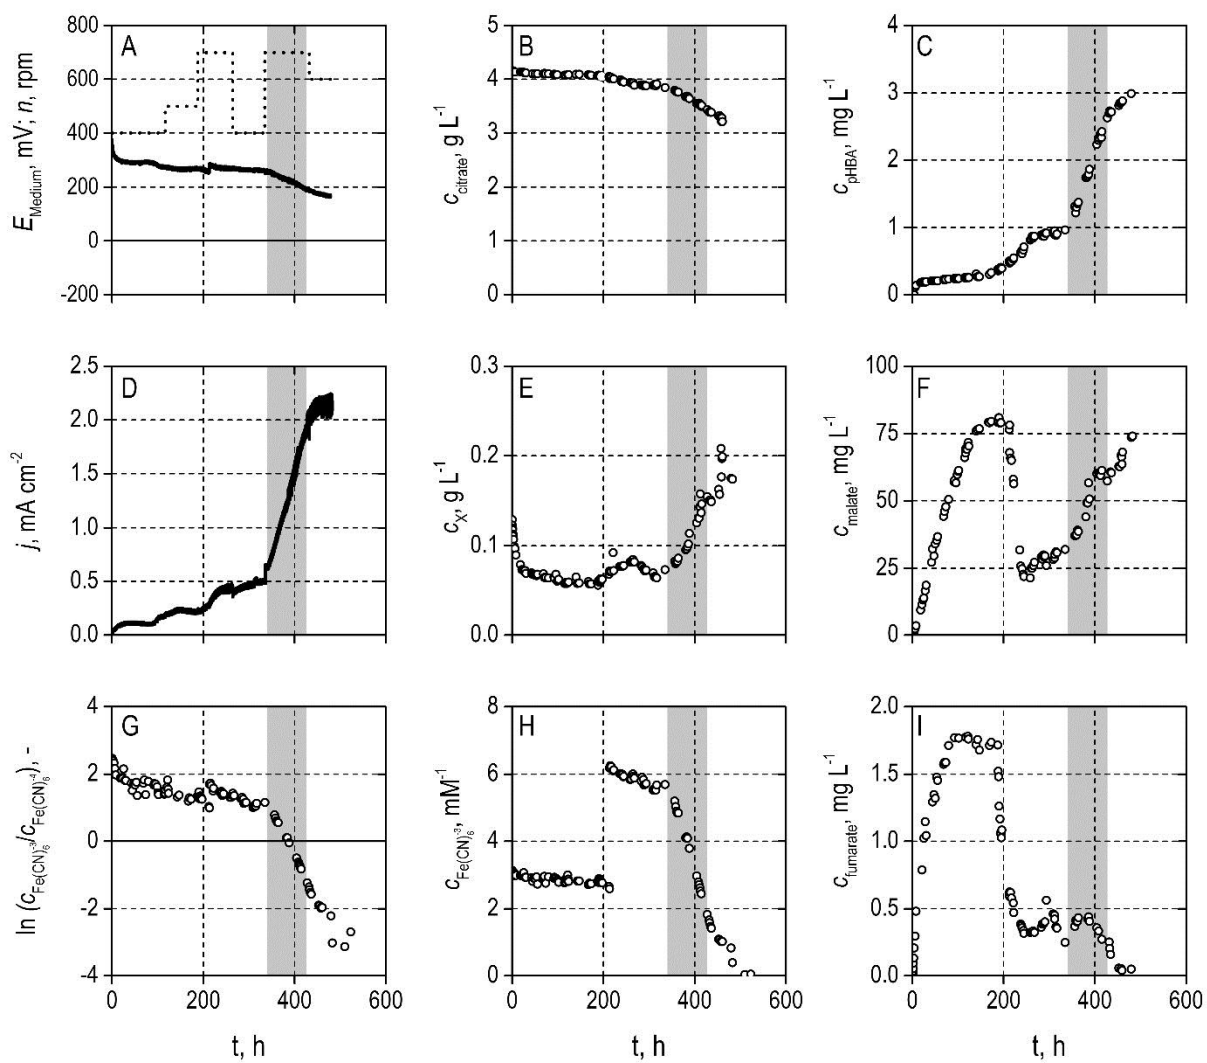 A
800
600
400
200
0
-200
E_Medium, mV; n, rpm
B
5
4
3
2
1
0
c_citrate, g L⁻¹
C
4
3
2
1
0
c_pHBA, mg L⁻¹
D
2.5
2.0
1.5
1.0
0.5
0.0
j, mA cm⁻²
E
0.3
0.2
0.1
0.0
c_X, g L⁻¹
F
100
75
50
25
0
c_malate, mg L⁻¹
G
4
2
0
-2
-4
ln (c_Fe(CN)₆⁻³/c_Fe(CN)₆⁻⁴), -
0 200 400 600
t, h
H
8
6
4
2
0
c_Fe(CN)₆⁻³, mM⁻¹
0 200 400 600
t, h
I
2.0
1.5
1.0
0.5
0.0
c_fumarate, mg L⁻¹
0 200 400 600
t, h